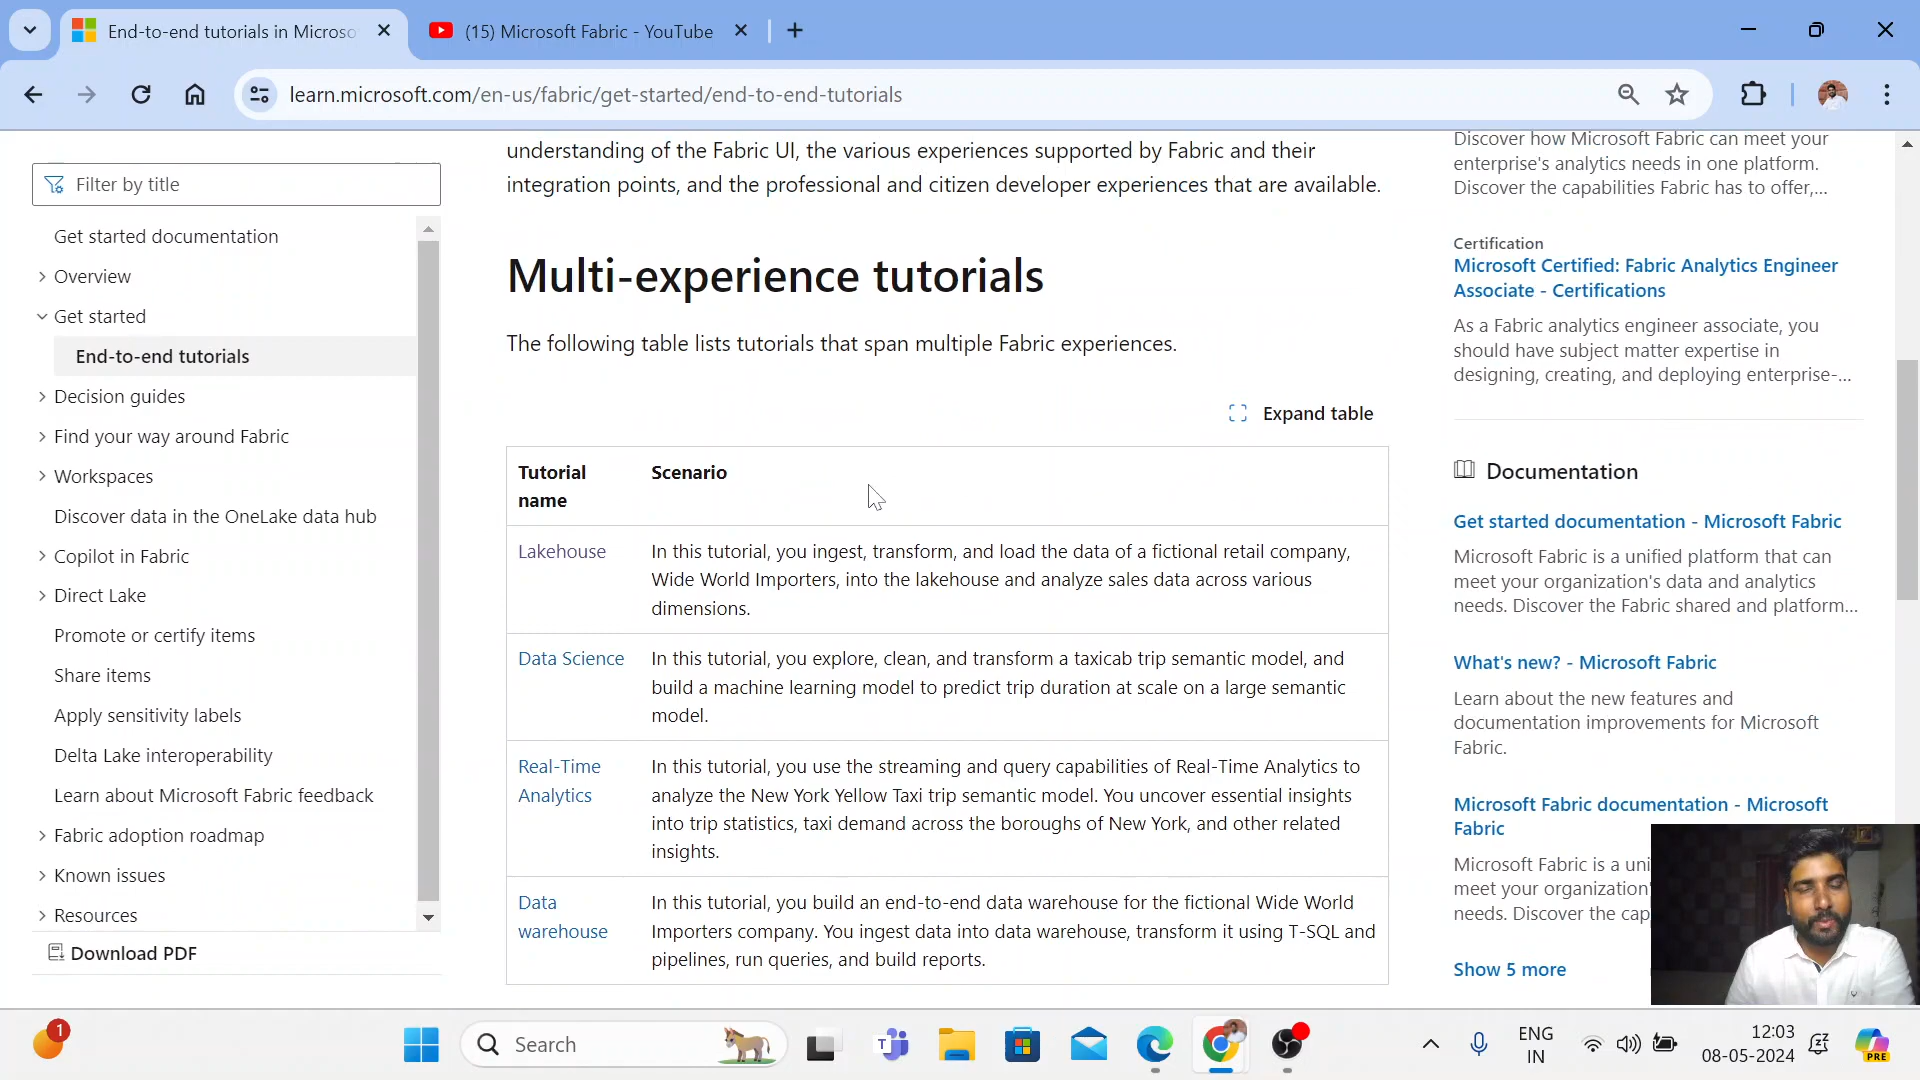 End-to-end tutorials in Microso
(15) Microsoft Fabric - YouTube
learn.microsoft.com/en-us/fabric/get-started/end-to-end-tutorials
Filter by title
Get started documentation
Overview
Get started
End-to-end tutorials
Decision guides
Find your way around Fabric
Workspaces
Discover data in the OneLake data hub
Copilot in Fabric
Direct Lake
Promote or certify items
Share items
Apply sensitivity labels
Delta Lake interoperability
Learn about Microsoft Fabric feedback
Fabric adoption roadmap
Known issues
Resources
Download PDF
understanding of the Fabric UI, the various experiences supported by Fabric and their
integration points, and the professional and citizen developer experiences that are available.
Multi-experience tutorials
The following table lists tutorials that span multiple Fabric experiences.
Expand table
Tutorial
name
Scenario
Lakehouse
In this tutorial, you ingest, transform, and load the data of a fictional retail company,
Wide World Importers, into the lakehouse and analyze sales data across various
dimensions.
Data Science
In this tutorial, you explore, clean, and transform a taxicab trip semantic model, and
build a machine learning model to predict trip duration at scale on a large semantic
model.
Real-Time
Analytics
In this tutorial, you use the streaming and query capabilities of Real-Time Analytics to
analyze the New York Yellow Taxi trip semantic model. You uncover essential insights
into trip statistics, taxi demand across the boroughs of New York, and other related
insights.
Data
warehouse
In this tutorial, you build an end-to-end data warehouse for the fictional Wide World
Importers company. You ingest data into data warehouse, transform it using T-SQL and
pipelines, run queries, and build reports.
Discover how Microsoft Fabric can meet your
enterprise's analytics needs in one platform.
Discover the capabilities Fabric has to offer,...
Certification
Microsoft Certified: Fabric Analytics Engineer
Associate - Certifications
As a Fabric analytics engineer associate, you
should have subject matter expertise in
designing, creating, and deploying enterprise-...
Documentation
Get started documentation - Microsoft Fabric
Microsoft Fabric is a unified platform that can
meet your organization's data and analytics
needs. Discover the Fabric shared and platform...
What's new? - Microsoft Fabric
Learn about the new features and
documentation improvements for Microsoft
Fabric.
Microsoft Fabric documentation - Microsoft
Fabric
Microsoft Fabric is a uni
meet your organization'
needs. Discover the cap
Show 5 more
1
Search
T
ENG
IN
12:03
08-05-2024
PRE